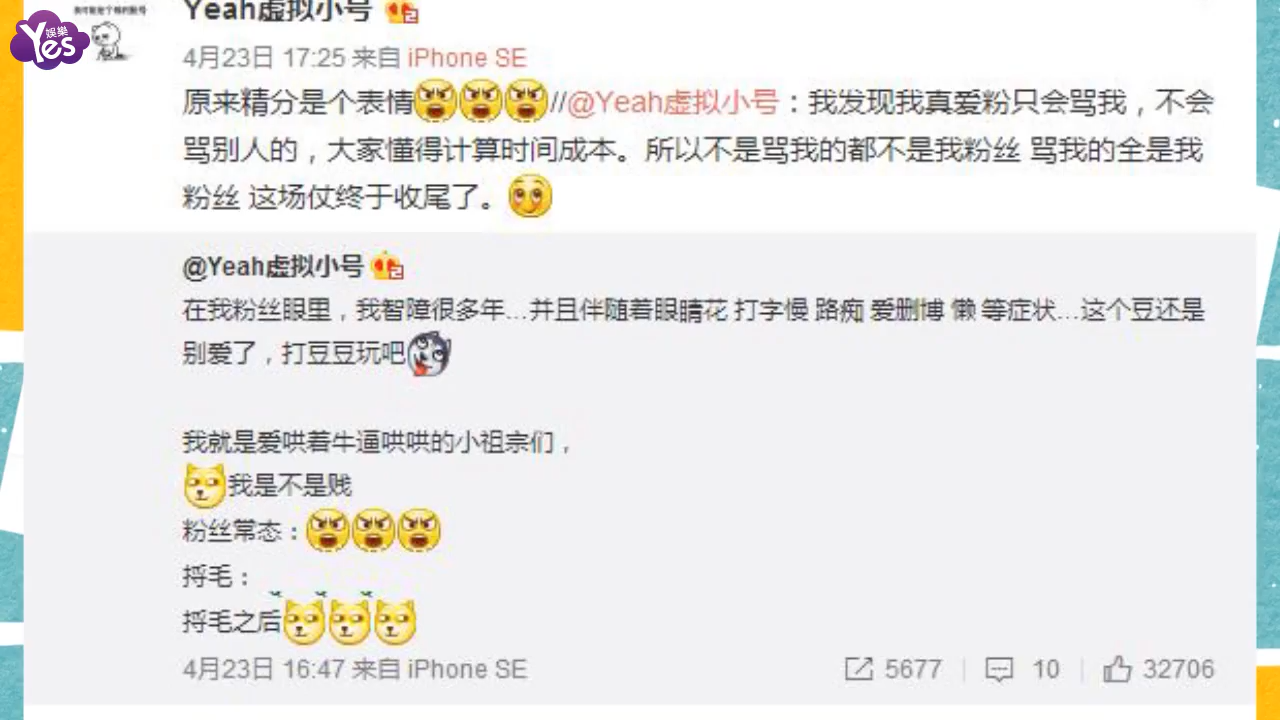 Yeah虚拟小号
娱樂
Yes
4月23日 17:25 来自 iPhone SE
原来精分是个表情//@Yeah虚拟小号：我发现我真爱粉只会骂我，不会
骂别人的，大家懂得计算时间成本。所以不是骂我的都不是我粉丝 骂我的全是我
粉丝 这场仗终于收尾了。
@Yeah虚拟小号
在我粉丝眼里，我智障很多年...并且伴随着眼睛花 打字慢 路痴 爱删博 懒 等症状...这个豆还是
别爱了，打豆豆玩吧
我就是爱哄着牛逼哄哄的小祖宗们，
我是不是贱
粉丝常态：
捋毛：
捋毛之后
4月23日 16:47 来自 iPhone SE
5677 10 32706